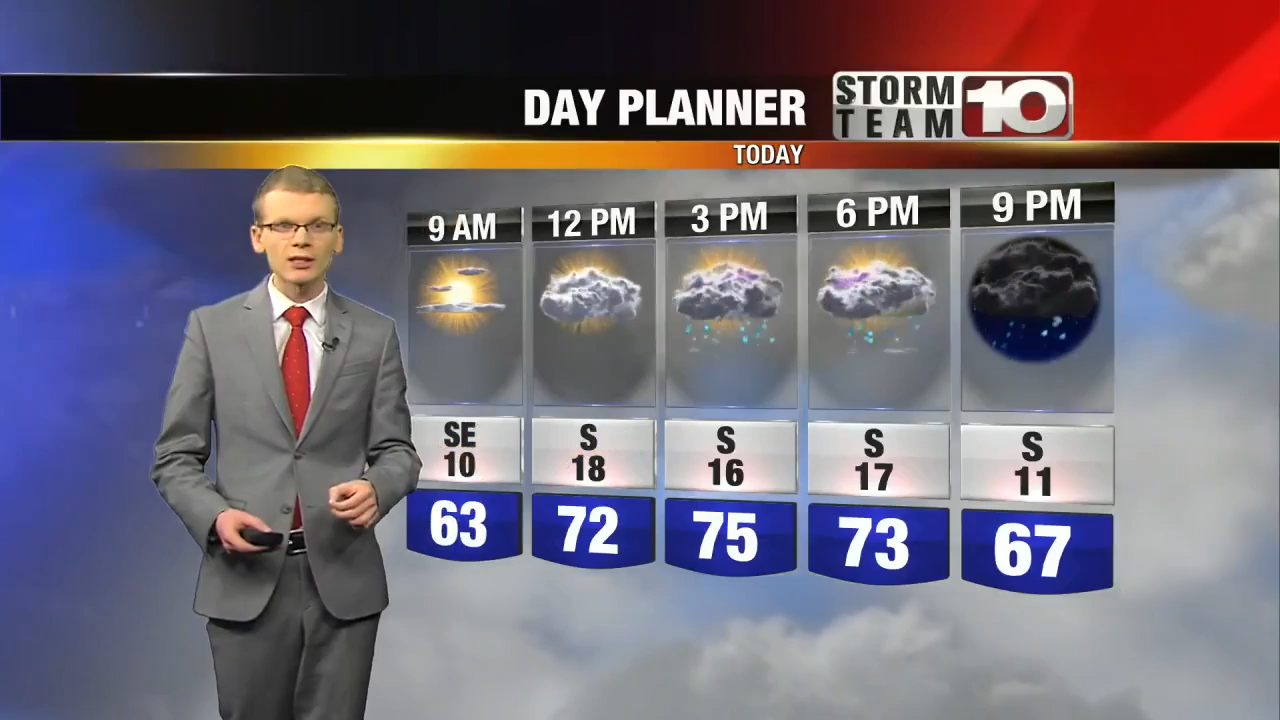 DAY PLANNER
STORM TEAM 10
TODAY
9 AM 12 PM 3 PM 6 PM 9 PM
SE S S S S
10 18 16 17 11
63 72 75 73 67